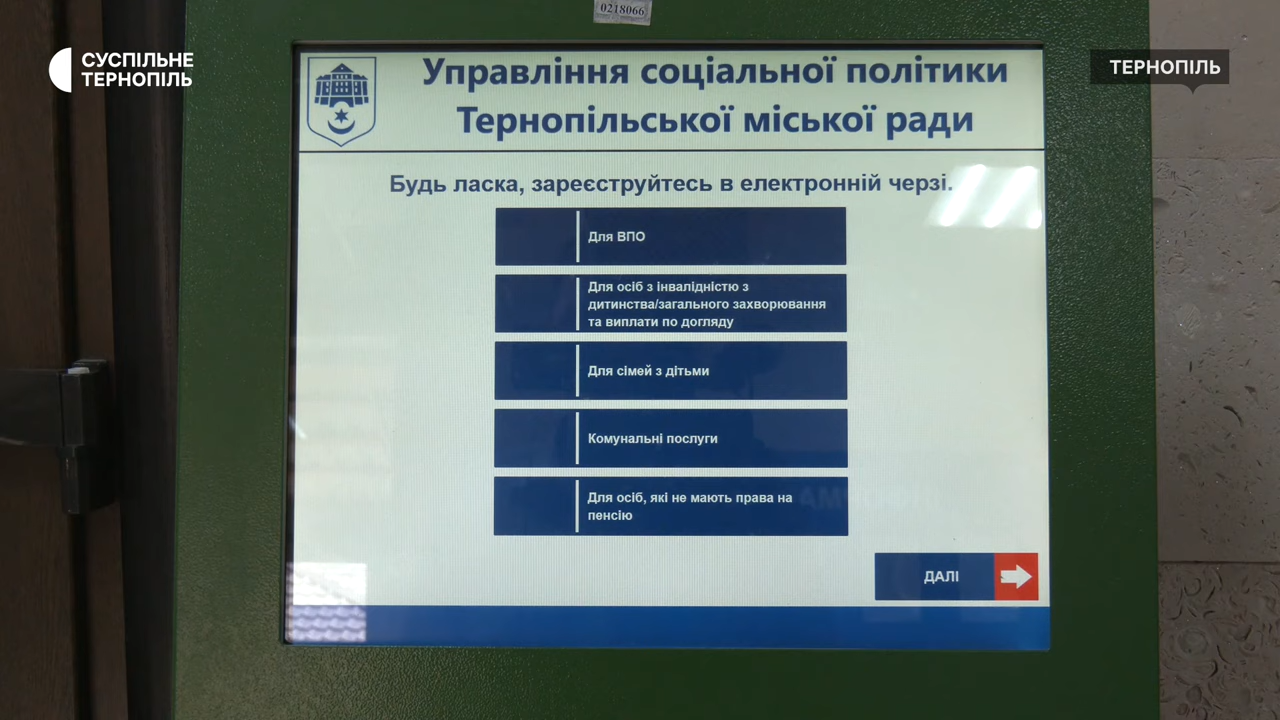 0218066
СУСПІЛЬНЕ
ТЕРНОПІЛЬ
ТЕРНОПІЛЬ
Управління соціальної політики
Тернопільської міської ради
Будь ласка, зареєструйтесь в електронній черзі.
Для ВПО
Для осіб з інвалідністю з
дитинства/загального захворювання
та виплати по догляду
Для сімей з дітьми
Комунальні послуги
Для осіб, які не мають права на
пенсію
ДАЛІ